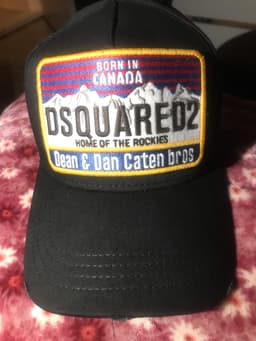 BORN IN
CANADA
DSQUARED2
HOME OF THE ROCKIES
Dean & Dan Caten bros